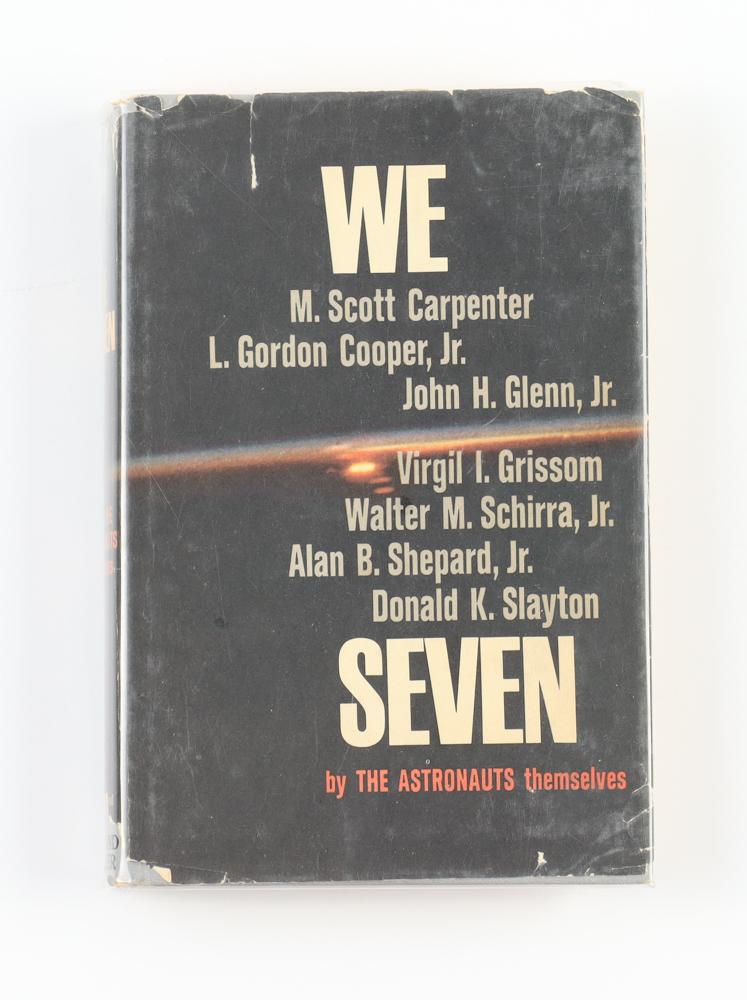 WE
M. Scott Carpenter
L. Gordon Cooper, Jr.
John H. Glenn, Jr.
Virgil I. Grissom
Walter M. Schirra, Jr.
Alan B. Shepard, Jr.
Donald K. Slayton
SEVEN
by THE ASTRONAUTS themselves